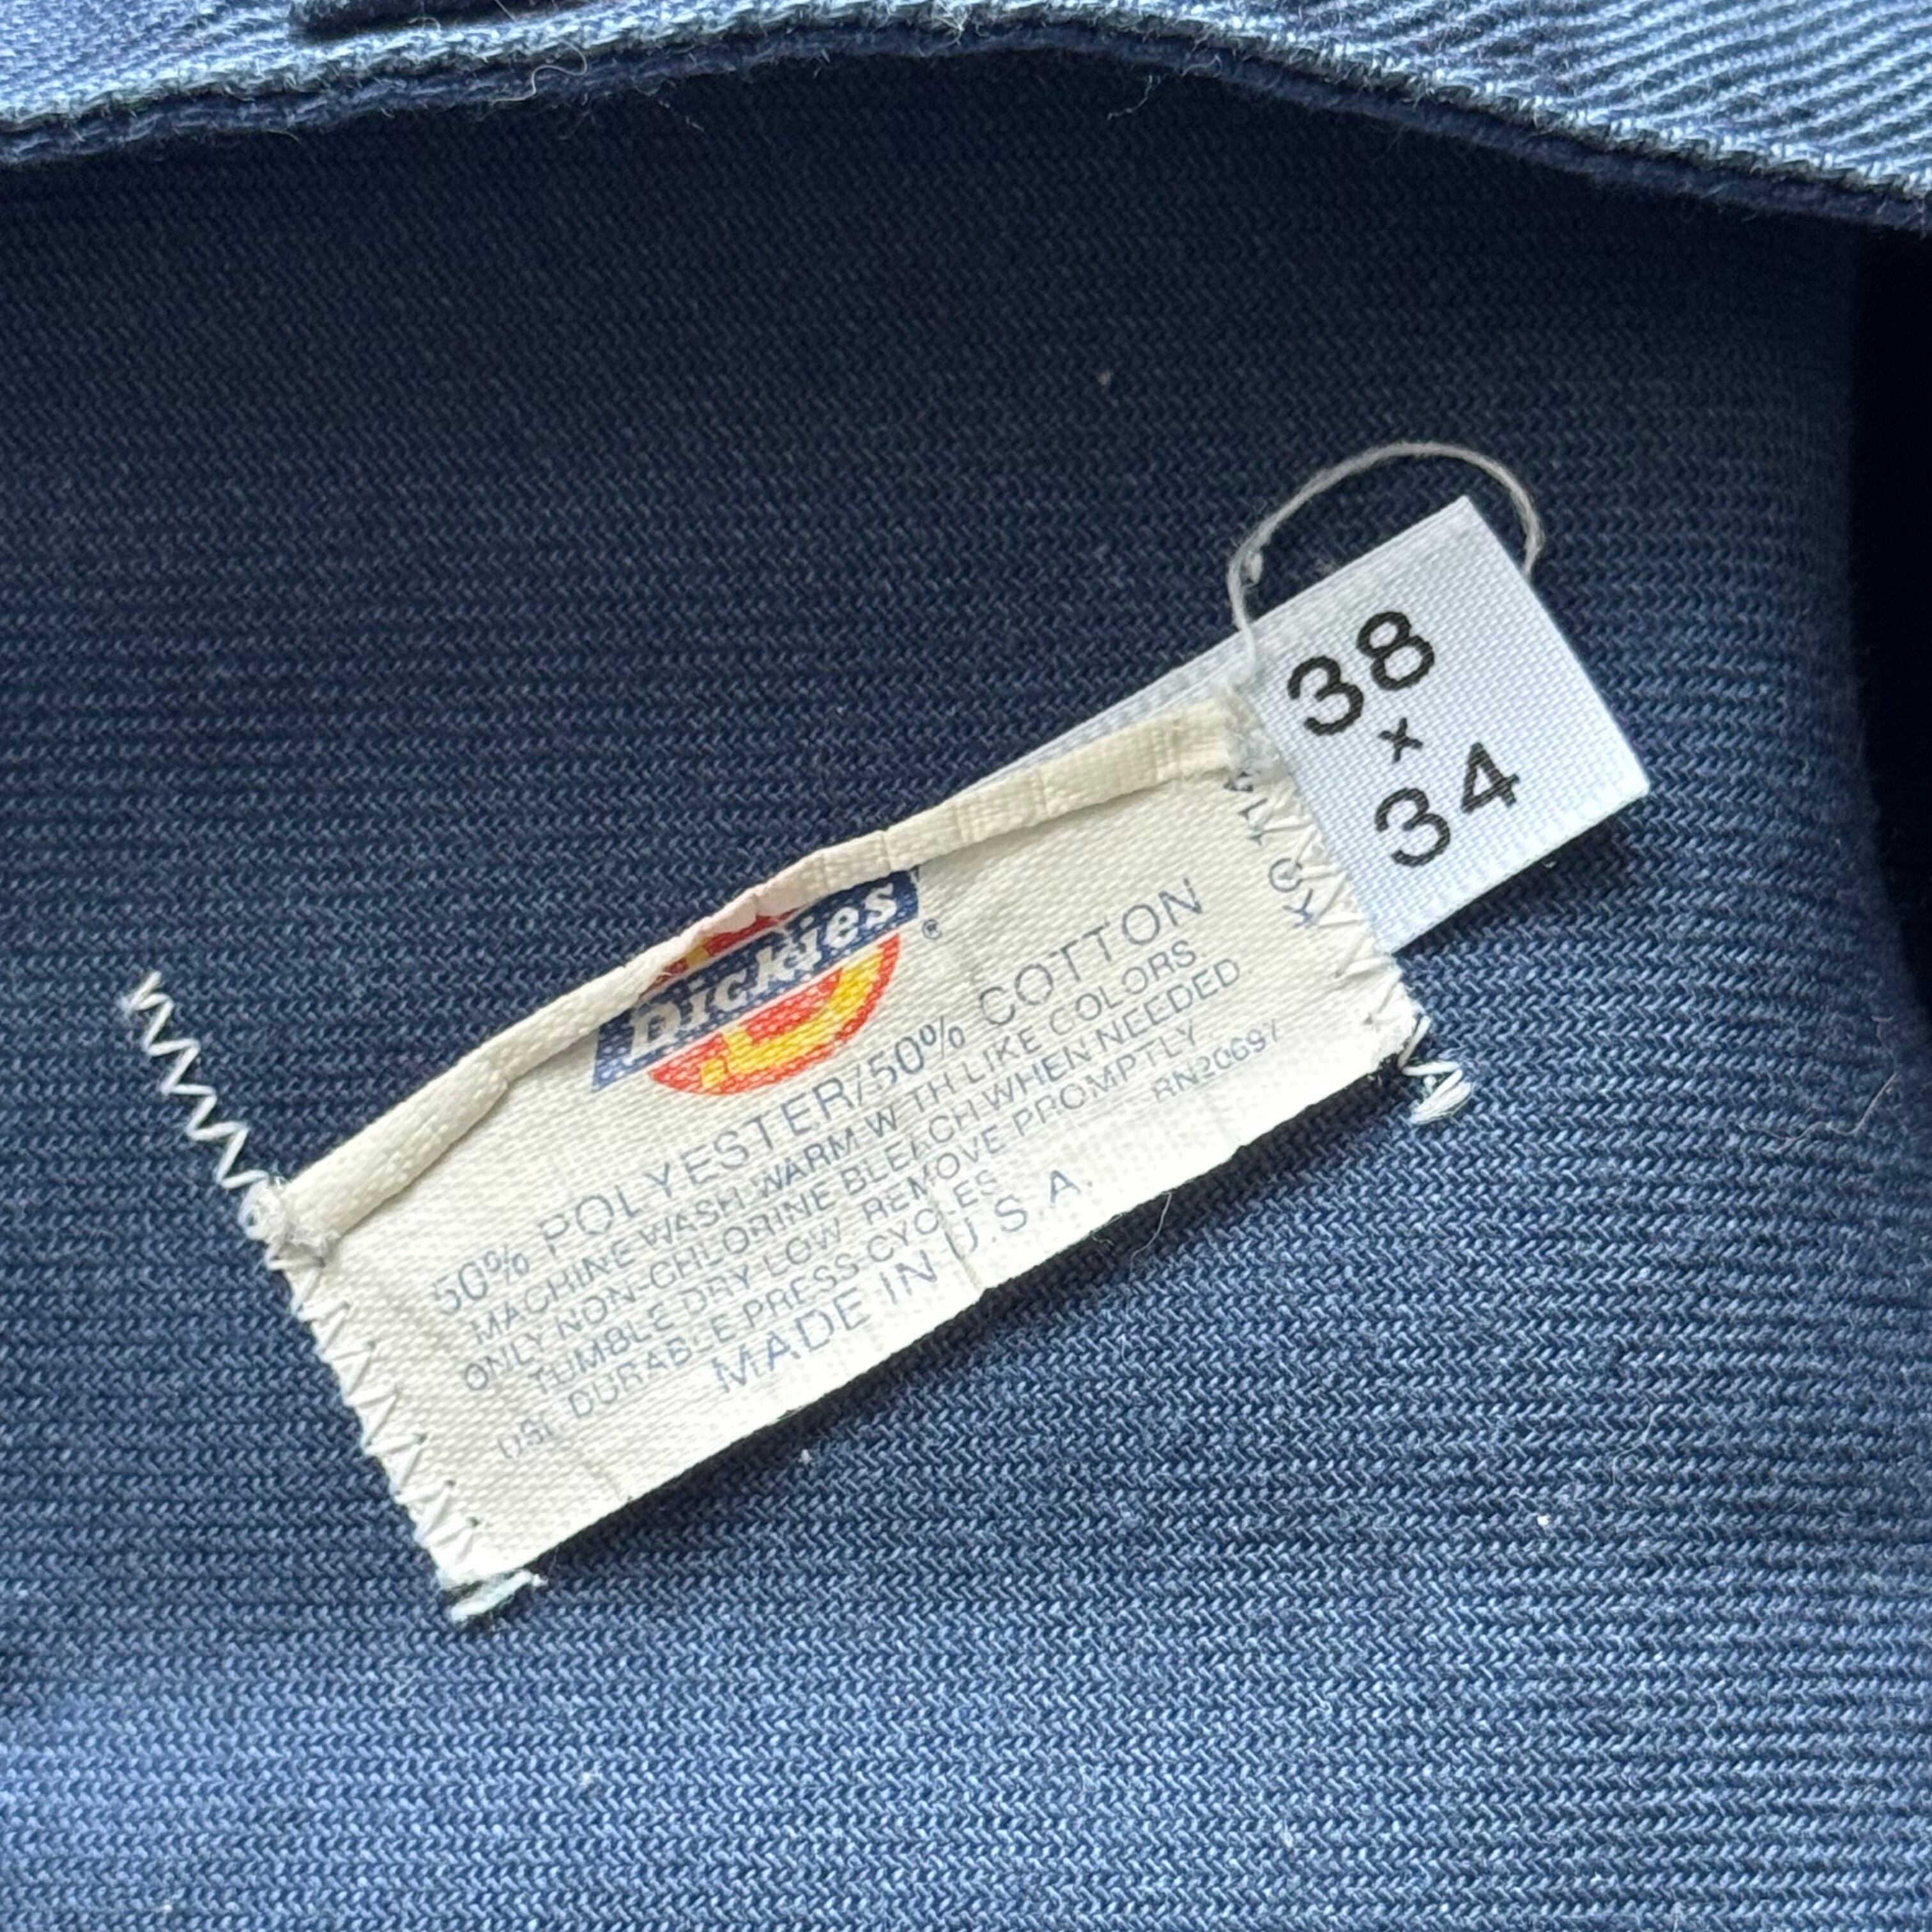 38
×
34
Dickies®
50% POLYESTER/50% COTTON
MACHINE WASH WARM W TH LIKE COLORS
ONLY NON-CHLORINE BLEACH WHEN NEEDED
TUMBLE DRY LOW REMOVE PROMPTLY
USE DURABLE PRESS CYCLES
RN20697
MADE IN U.S.A.